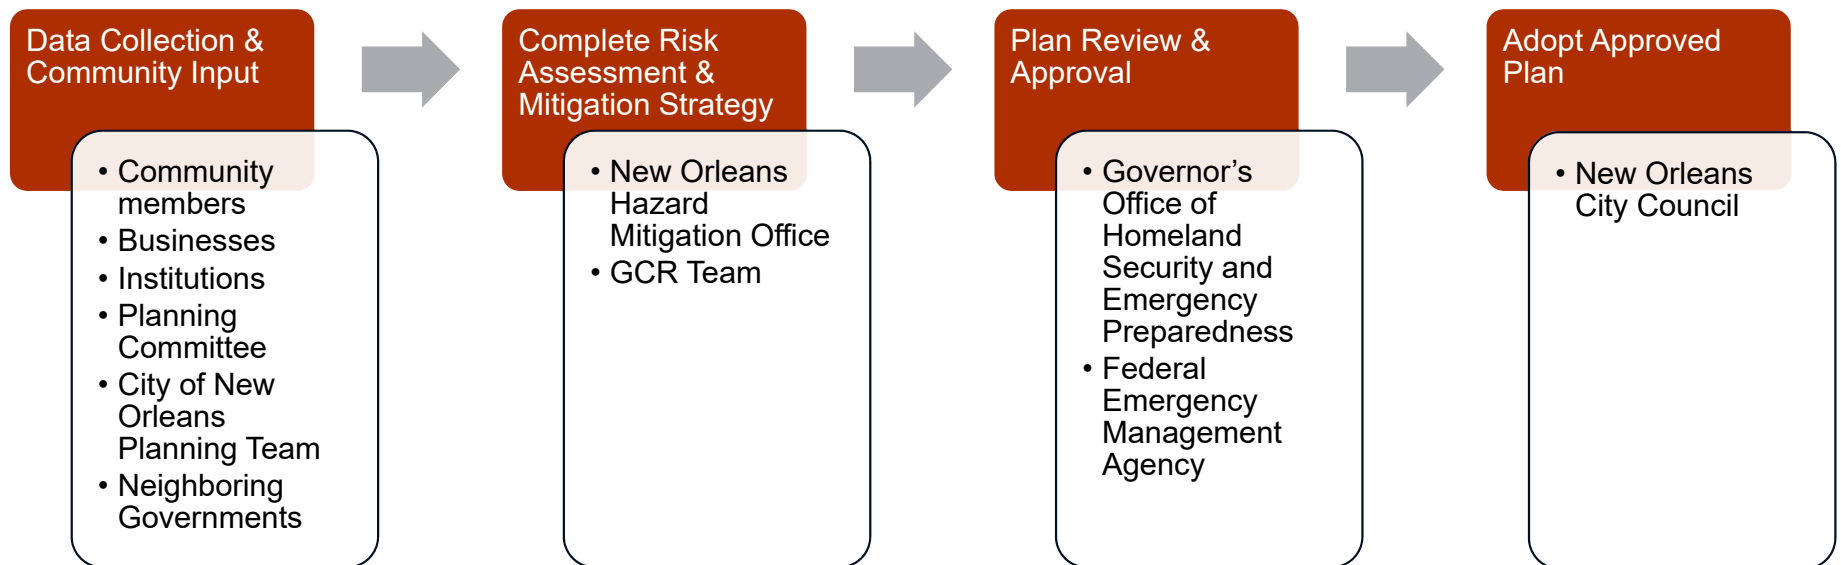 Data Collection &
Community Input
• Community
members
• Businesses
• Institutions
• Planning
Committee
• City of New
Orleans
Planning Team
• Neighboring
Governments
Complete Risk
Assessment &
Mitigation Strategy
• New Orleans
Hazard
Mitigation Office
• GCR Team
Plan Review &
Approval
• Governor’s
Office of
Homeland
Security and
Emergency
Preparedness
• Federal
Emergency
Management
Agency
Adopt Approved
Plan
• New Orleans
City Council